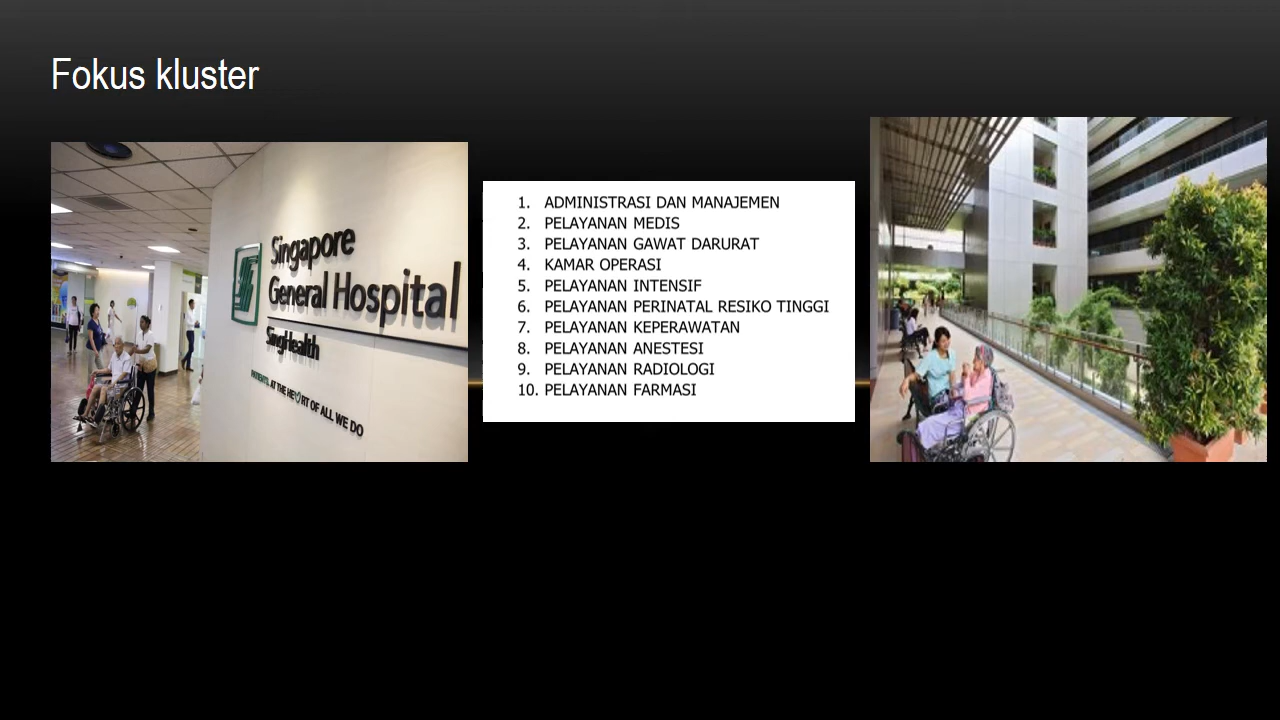 Fokus kluster
Singapore
General Hospital
SingHealth
PATIENTS. AT THE HEART OF ALL WE DO
1. ADMINISTRASI DAN MANAJEMEN
2. PELAYANAN MEDIS
3. PELAYANAN GAWAT DARURAT
4. KAMAR OPERASI
5. PELAYANAN INTENSIF
6. PELAYANAN PERINATAL RESIKO TINGGI
7. PELAYANAN KEPERAWATAN
8. PELAYANAN ANESTESI
9. PELAYANAN RADIOLOGI
10. PELAYANAN FARMASI